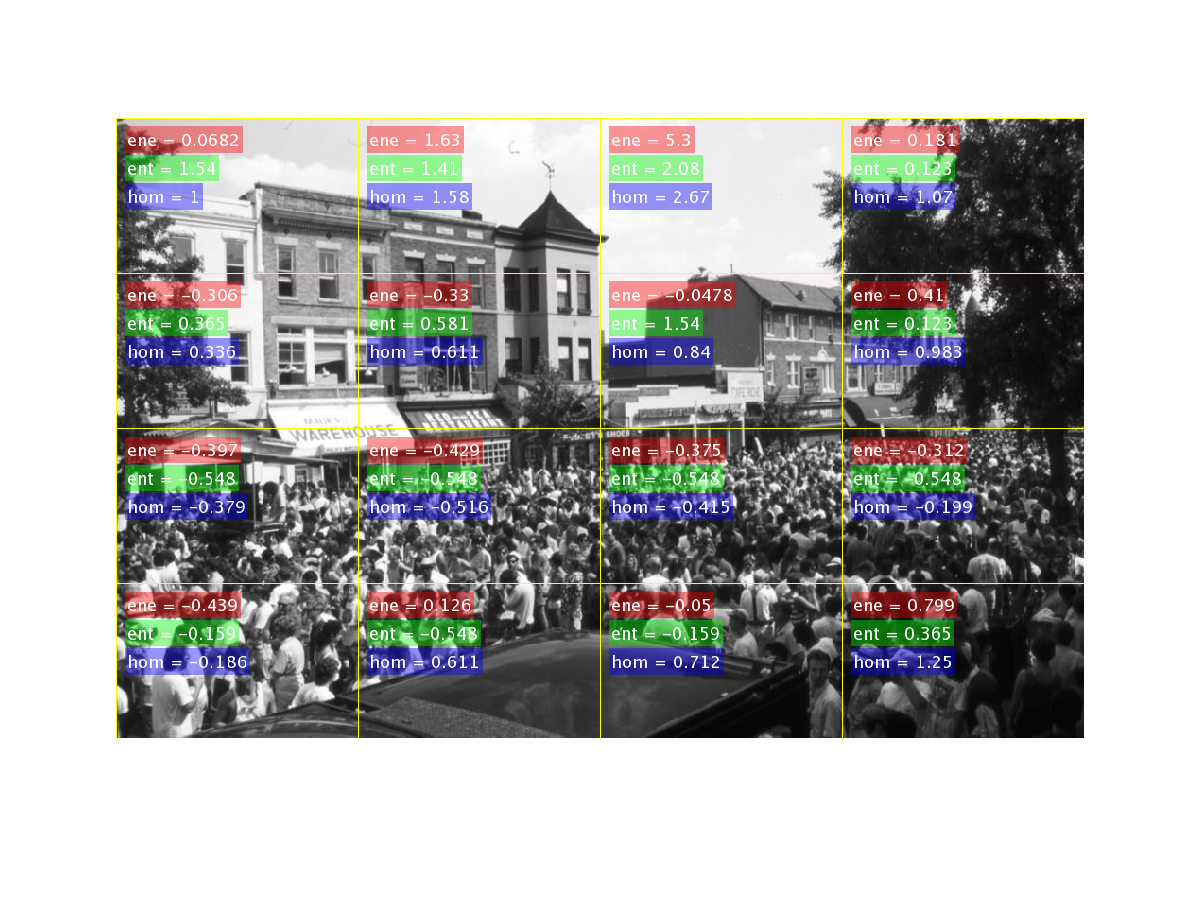 ene = 0.0682
ent = 1.54
hom = 1
ene = 1.63
ent = 1.41
hom = 1.58
ene = 5.3
ent = 2.08
hom = 2.67
ene = 0.181
ent = 0.123
hom = 1.07
ene = -0.306
ent = 0.365
hom = 0.336
ene = -0.33
ent = 0.581
hom = 0.611
ene = -0.0478
ent = 1.54
hom = 0.84
ene = 0.41
ent = 0.123
hom = 0.983
MALIK'S
WAREHOUSE
RED SEA
SHOES
ene = -0.397
ent = -0.548
hom = -0.379
ene = -0.429
ent = -0.548
hom = -0.516
ene = -0.375
ent = -0.548
hom = -0.415
ene = -0.312
ent = -0.548
hom = -0.199
ene = -0.439
ent = -0.159
hom = -0.186
ene = 0.126
ent = -0.548
hom = 0.611
ene = -0.05
ent = -0.159
hom = 0.712
ene = 0.799
ent = 0.365
hom = 1.25